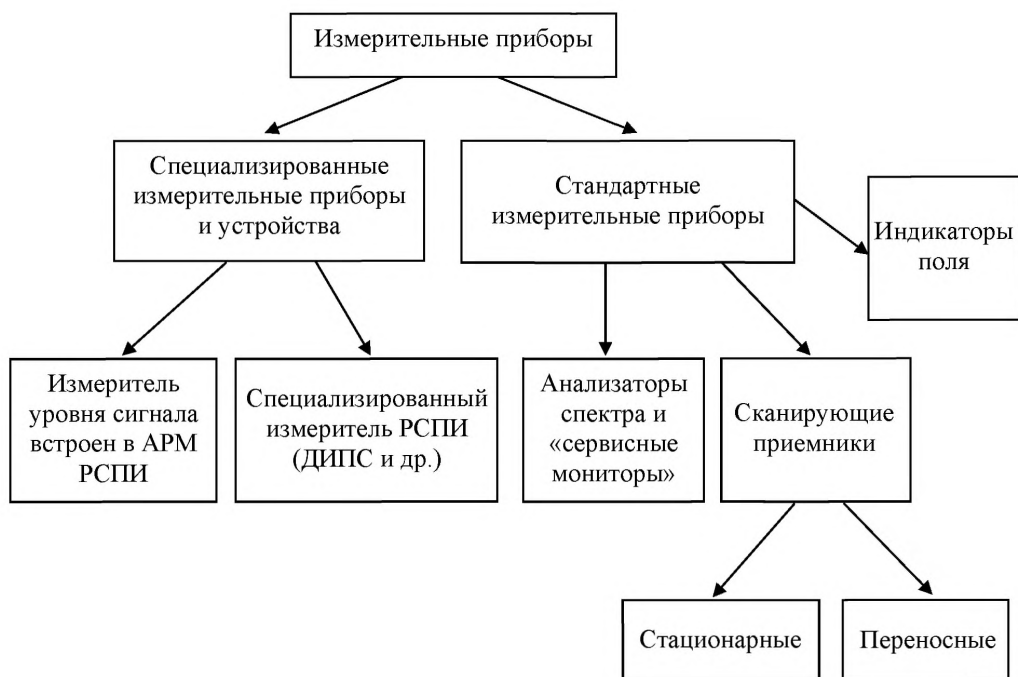 Измерительные приборы
Специализированные
измерительные приборы
и устройства
Стандартные
измерительные приборы
Индикаторы
поля
Измеритель
уровня сигнала
встроен в АРМ
РСПИ
Специализированный
измеритель РСПИ
(ДИПС и др.)
Анализаторы
спектра и
«сервисные
мониторы»
Сканирующие
приемники
Стационарные
Переносные